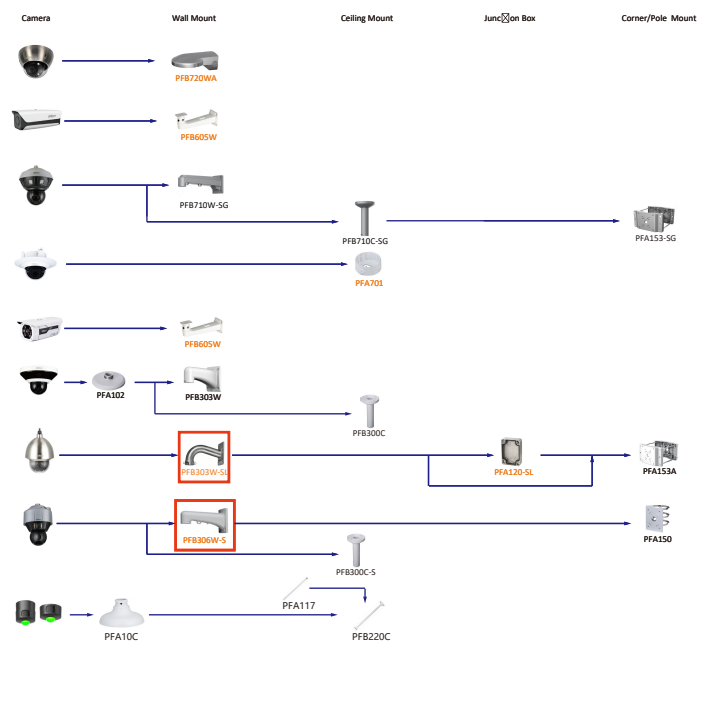 Camera
Wall Mount
Ceiling Mount
Junc☒on Box
Corner/Pole Mount
PFB720WA
PFB605W
PFB710W-SG
PFB710C-SG
PFA153-SG
PFA701
PFB605W
PFA102
PFB303W
PFB300C
PFB303W-SL
PFA120-SL
PFA153A
PFB306W-S
PFA150
PFB300C-S
PFA117
PFA10C
PFB220C